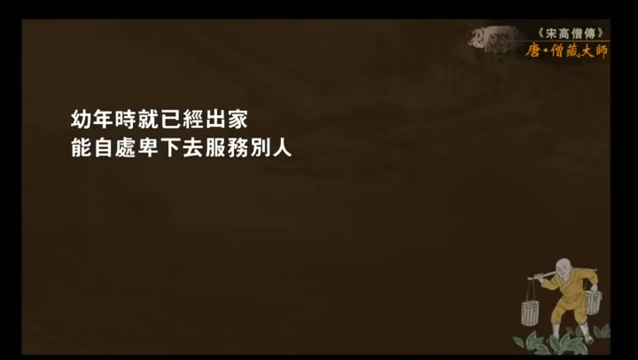 《宋高僧傳》
唐•僧藏大師
幼年時就已經出家
能自處卑下去服務別人